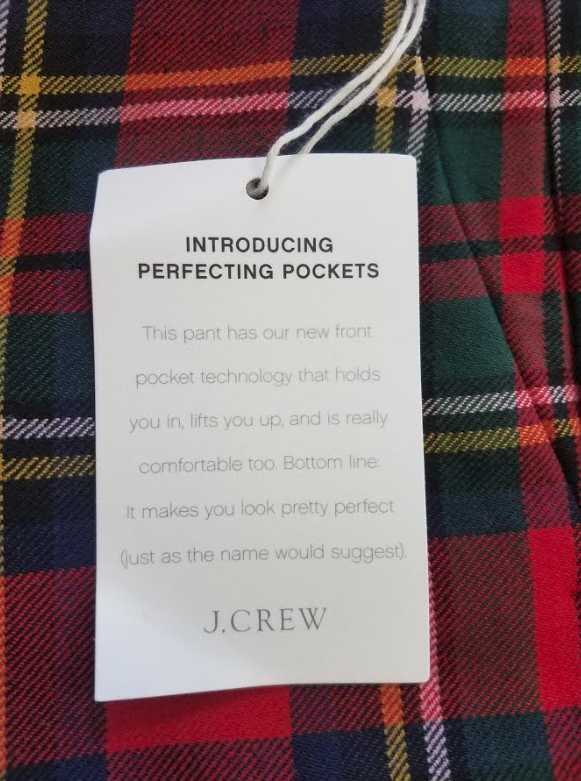 INTRODUCING
PERFECTING POCKETS
This pant has our new front
pocket technology that holds
you in, lifts you up, and is really
comfortable too. Bottom line:
It makes you look pretty perfect
(just as the name would suggest).
J.CREW